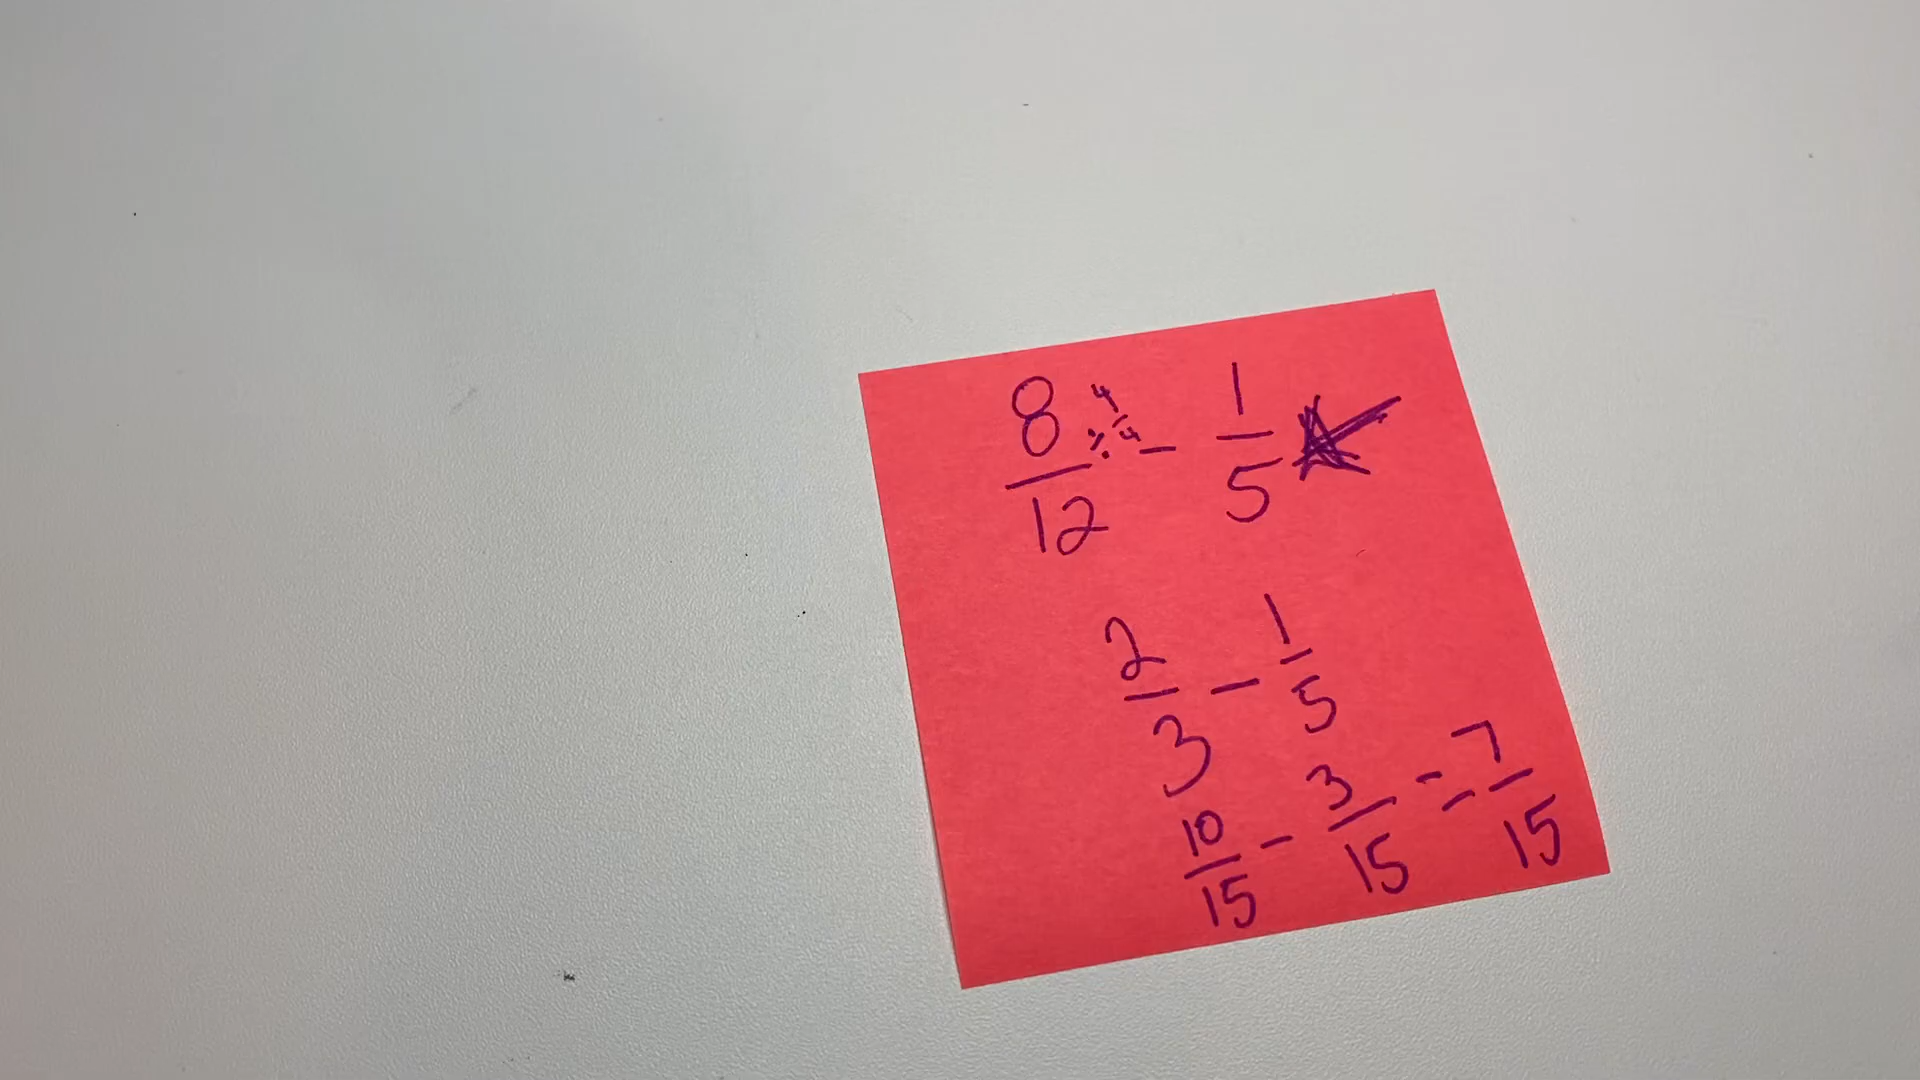 8/12 ÷ 4/4 - 1/5
2/3 - 1/5
10/15 - 3/15 = 7/15